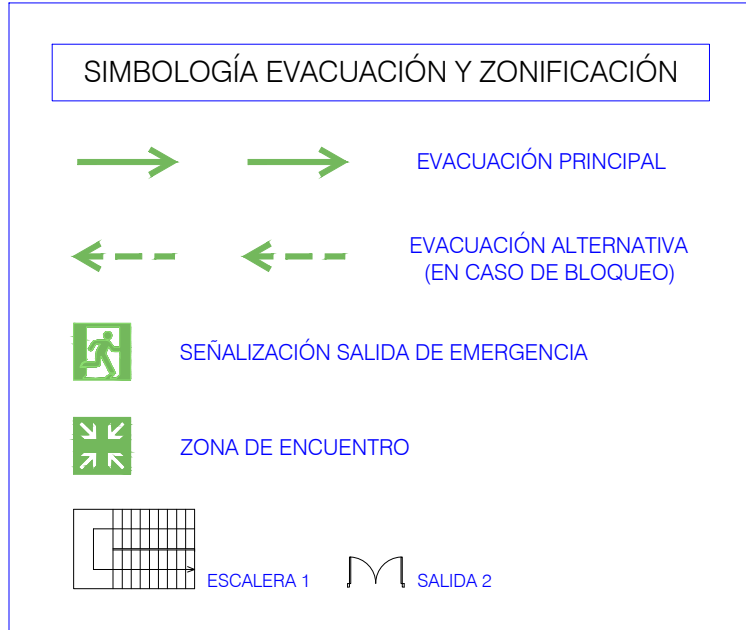 SIMBOLOGÍA EVACUACIÓN Y ZONIFICACIÓN
EVACUACIÓN PRINCIPAL
EVACUACIÓN ALTERNATIVA
(EN CASO DE BLOQUEO)
SEÑALIZACIÓN SALIDA DE EMERGENCIA
ZONA DE ENCUENTRO
ESCALERA 1
SALIDA 2